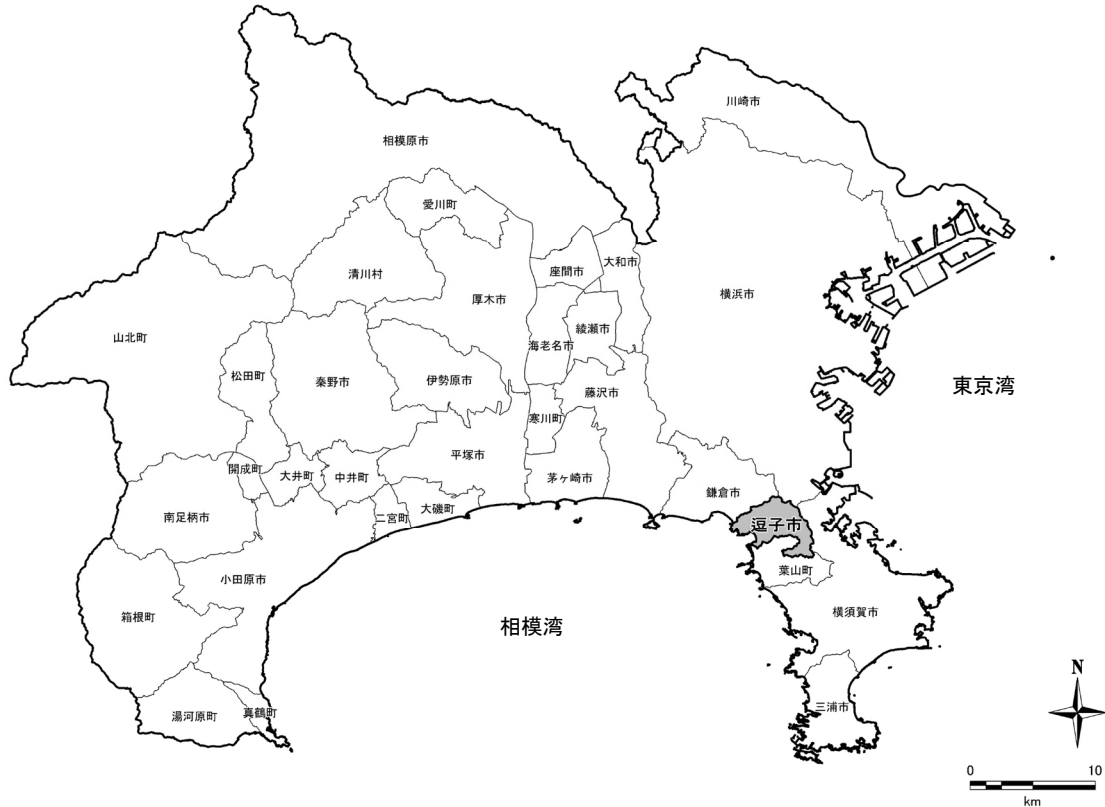 川崎市
相模原市
愛川町
大和市
座間市
清川村
横浜市
厚木市
綾瀬市
山北町
海老名市
松田町
秦野市
伊勢原市
藤沢市
東京湾
寒川町
平塚市
開成町
大井町
中井町
茅ヶ崎市
鎌倉市
大磯町
南足柄市
二宮町
逗子市
葉山町
小田原市
横須賀市
箱根町
相模湾
N
三浦市
湯河原町
真鶴町
0 10
km